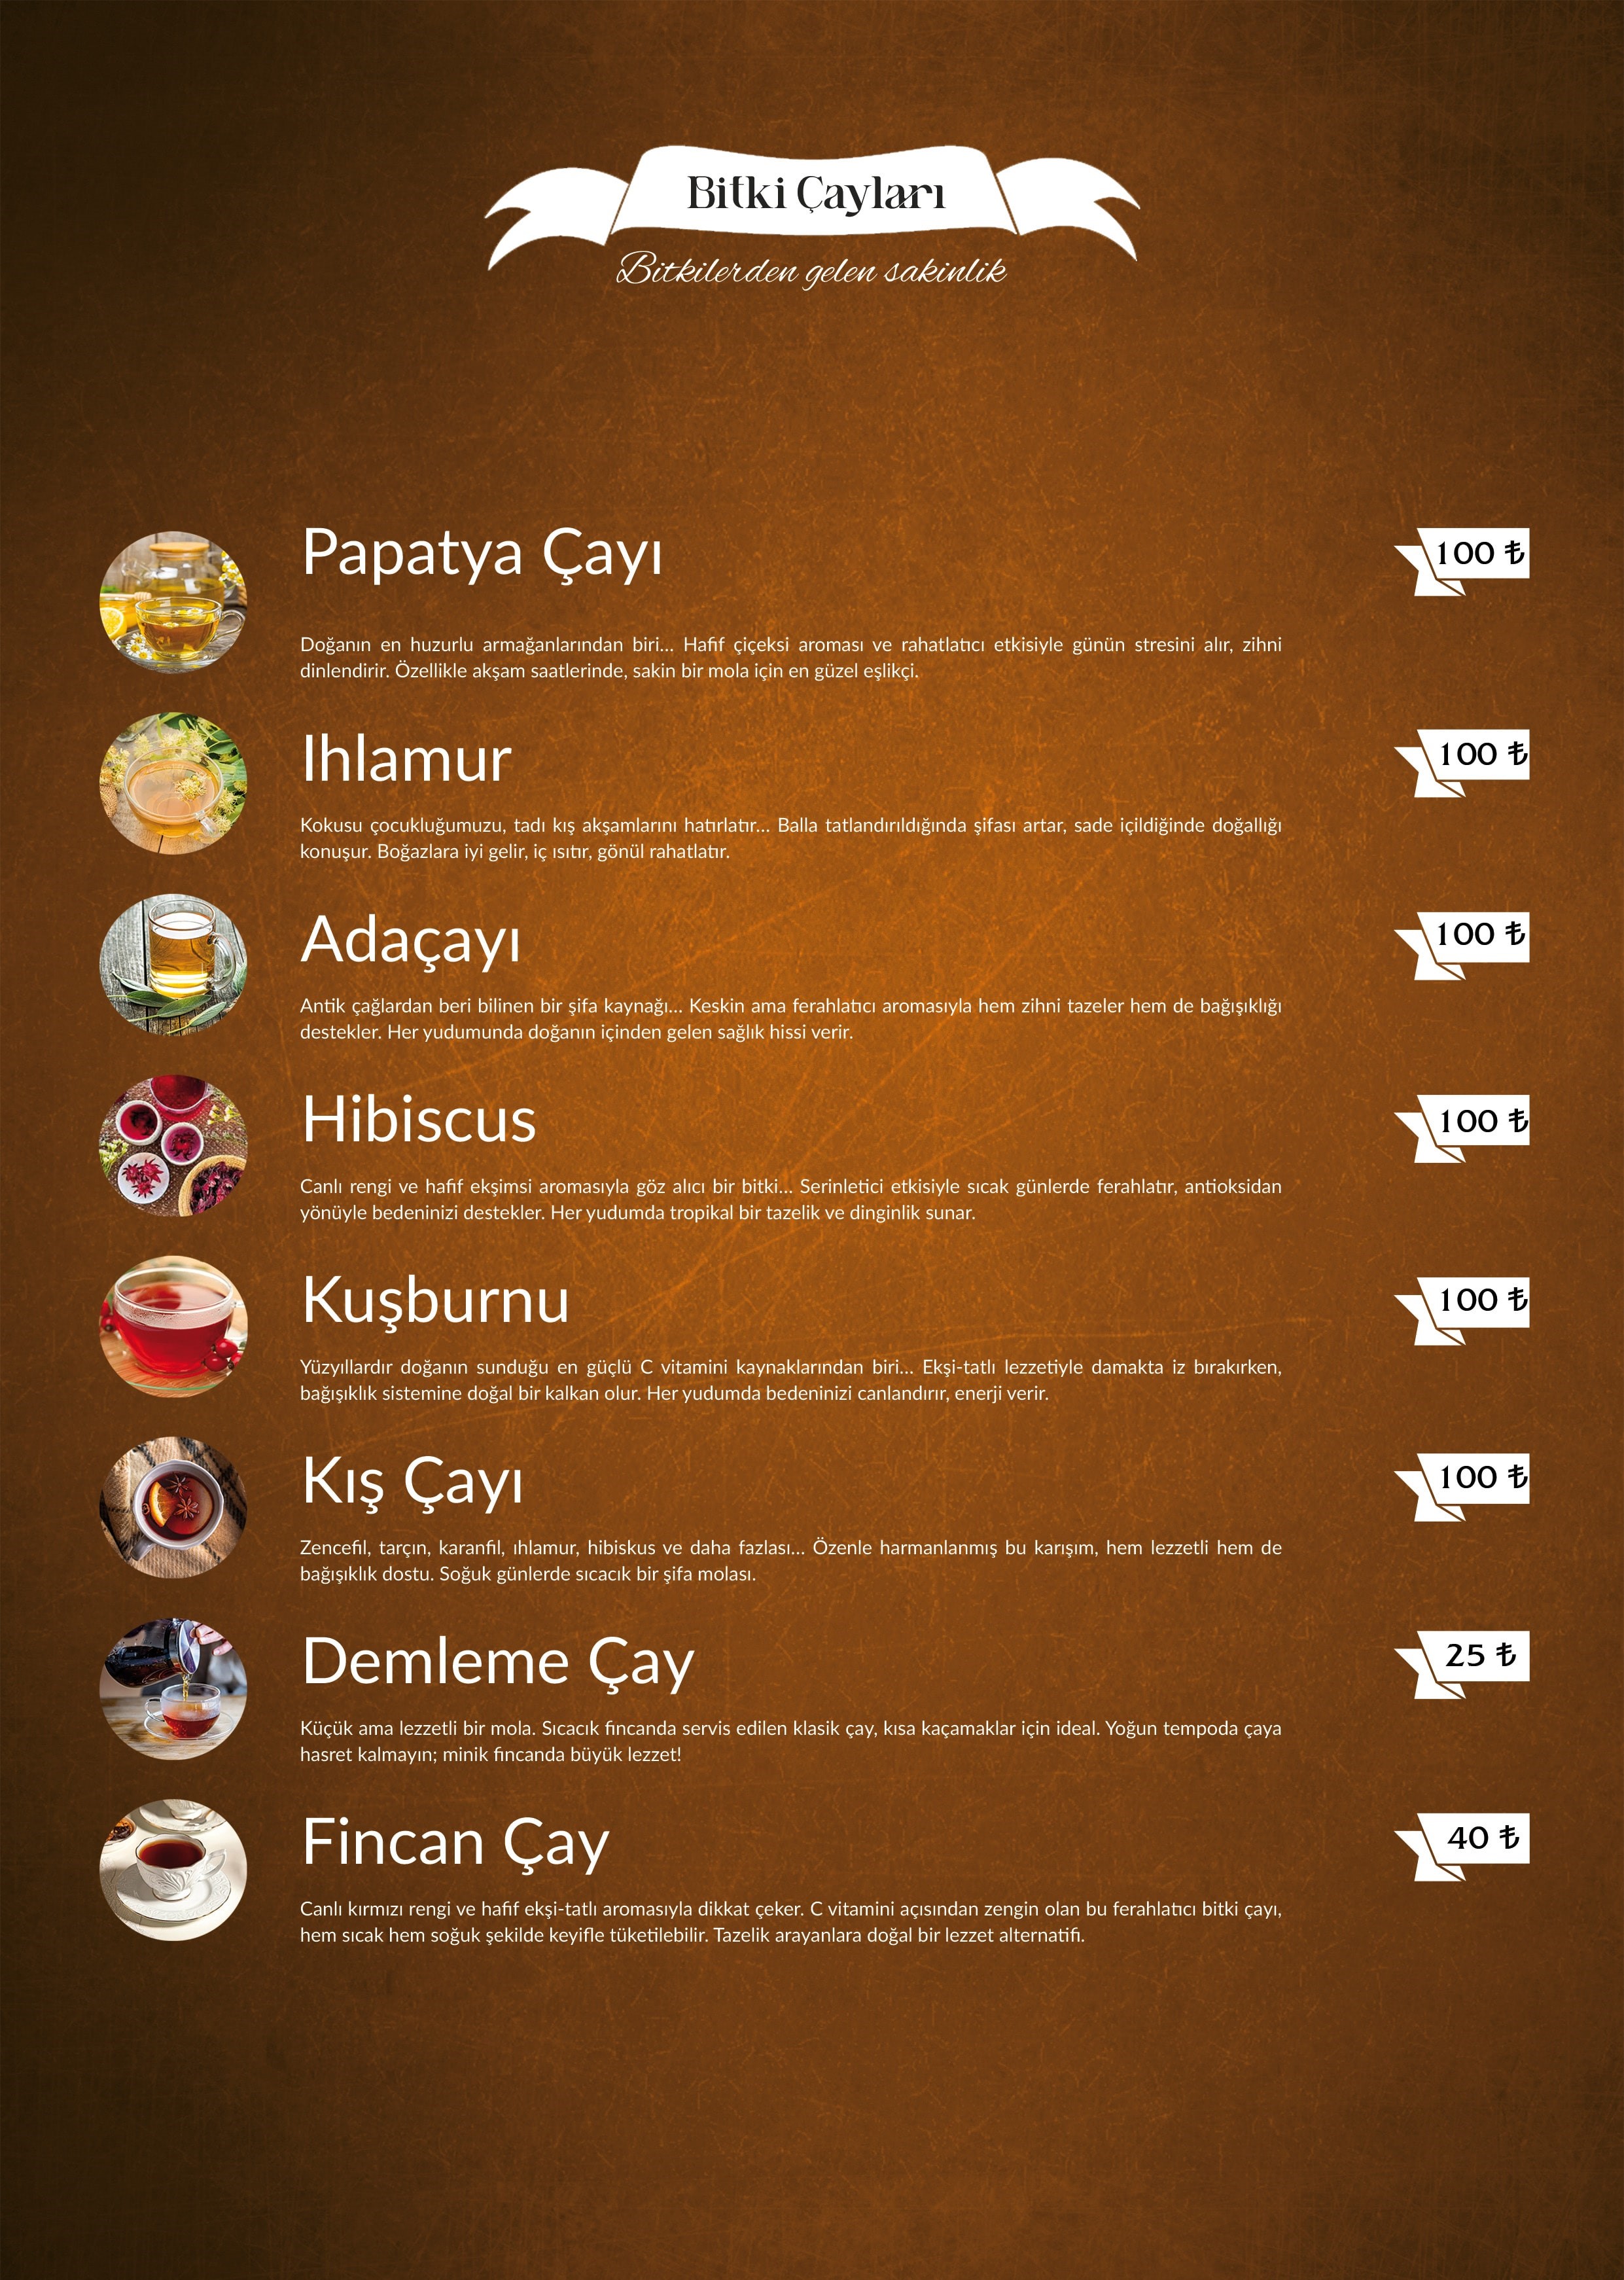 Bitki Çayları
Bitkilerden gelen sakinlik
Papatya Çayı
100 ₺
Doğanın en huzurlu armağanlarından biri... Hafif çiçeksi aroması ve rahatlatıcı etkisiyle günün stresini alır, zihni
dinlendirir. Özellikle akşam saatlerinde, sakin bir mola için en güzel eşlikçi.
Ihlamur
100 ₺
Kokusu çocukluğumuzu, tadı kış akşamlarını hatırlatır... Balla tatlandırıldığında şifası artar, sade içildiğinde doğallığı
konuşur. Boğazlara iyi gelir, iç ısıtır, gönül rahatlatır.
Adaçayı
100 ₺
Antik çağlardan beri bilinen bir şifa kaynağı... Keskin ama ferahlatıcı aromasıyla hem zihni tazeler hem de bağışıklığı
destekler. Her yudumunda doğanın içinden gelen sağlık hissi verir.
Hibiscus
100 ₺
Canlı rengi ve hafif ekşimsi aromasıyla göz alıcı bir bitki... Serinletici etkisiyle sıcak günlerde ferahlatır, antioksidan
yönüyle bedeninizi destekler. Her yudumda tropikal bir tazelik ve dinginlik sunar.
Kuşburnu
100 ₺
Yüzyıllardır doğanın sunduğu en güçlü C vitamini kaynaklarından biri... Ekşi-tatlı lezzetiyle damakta iz bırakırken,
bağışıklık sistemine doğal bir kalkan olur. Her yudumda bedeninizi canlandırır, enerji verir.
Kış Çayı
100 ₺
Zencefil, tarçın, karanfil, ıhlamur, hibiskus ve daha fazlası... Özenle harmanlanmış bu karışım, hem lezzetli hem de
bağışıklık dostu. Soğuk günlerde sıcacık bir şifa molası.
Demleme Çay
25 ₺
Küçük ama lezzetli bir mola. Sıcacık fincanda servis edilen klasik çay, kısa kaçamaklar için ideal. Yoğun tempoda çaya
hasret kalmayın; minik fincanda büyük lezzet!
Fincan Çay
40 ₺
Canlı kırmızı rengi ve hafif ekşi-tatlı aromasıyla dikkat çeker. C vitamini açısından zengin olan bu ferahlatıcı bitki çayı,
hem sıcak hem soğuk şekilde keyifle tüketilebilir. Tazelik arayanlara doğal bir lezzet alternatifi.